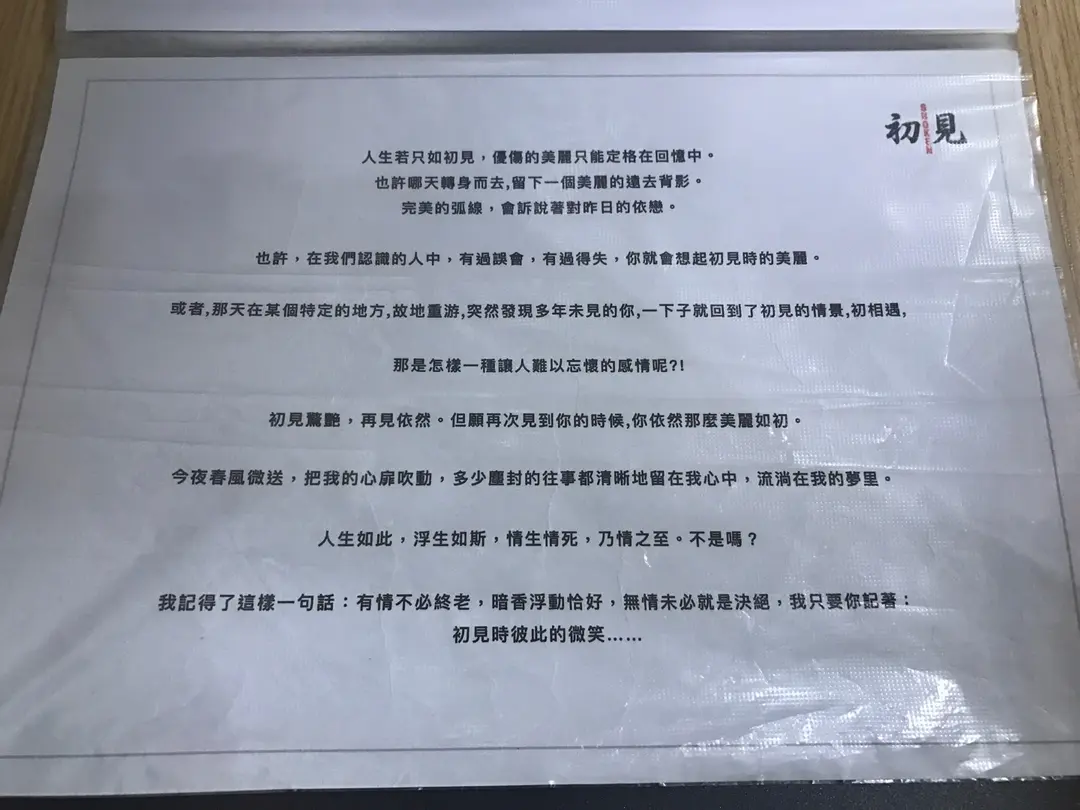 初見
SHOKEN
人生若只如初見，優傷的美麗只能定格在回憶中。
也許哪天轉身而去,留下一個美麗的遠去背影。
完美的弧線，會訴說著對昨日的依戀。
也許，在我們認識的人中，有過誤會，有過得失，你就會想起初見時的美麗。
或者,那天在某個特定的地方,故地重游,突然發現多年未見的你,一下子就回到了初見的情景,初相遇,
那是怎樣一種讓人難以忘懷的感情呢?!
初見驚艷，再見依然。但願再次見到你的時候,你依然那麼美麗如初。
今夜春風微送，把我的心扉吹動，多少塵封的往事都清晰地留在我心中，流淌在我的夢里。
人生如此，浮生如斯，情生情死，乃情之至。不是嗎？
我記得了這樣一句話：有情不必終老，暗香浮動恰好，無情未必就是決絕，我只要你記著：
初見時彼此的微笑……